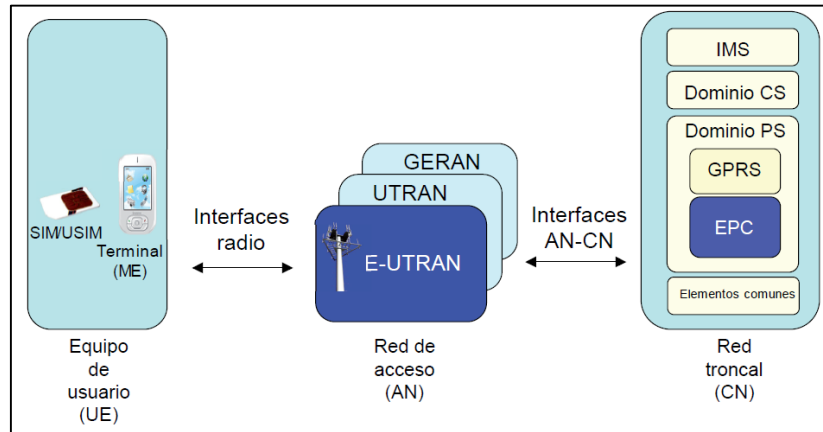 SIM/USIM
Terminal
(ME)
Equipo
de
usuario
(UE)
Interfaces
radio
GERAN
UTRAN
E-UTRAN
Red de
acceso
(AN)
Interfaces
AN-CN
IMS
Dominio CS
Dominio PS
GPRS
EPC
Elementos comunes
Red
troncal
(CN)